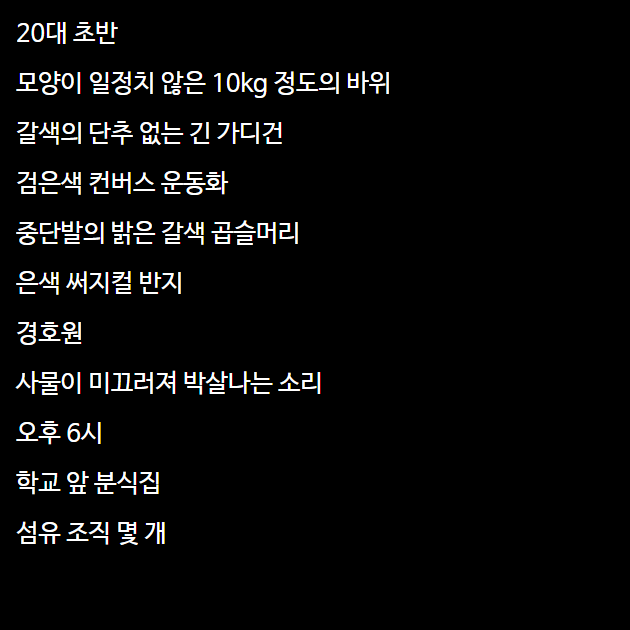 20대 초반
모양이 일정치 않은 10kg 정도의 바위
갈색의 단추 없는 긴 가디건
검은색 컨버스 운동화
중단발의 밝은 갈색 곱슬머리
은색 써지컬 반지
경호원
사물이 미끄러져 박살나는 소리
오후 6시
학교 앞 분식집
섬유 조직 몇 개